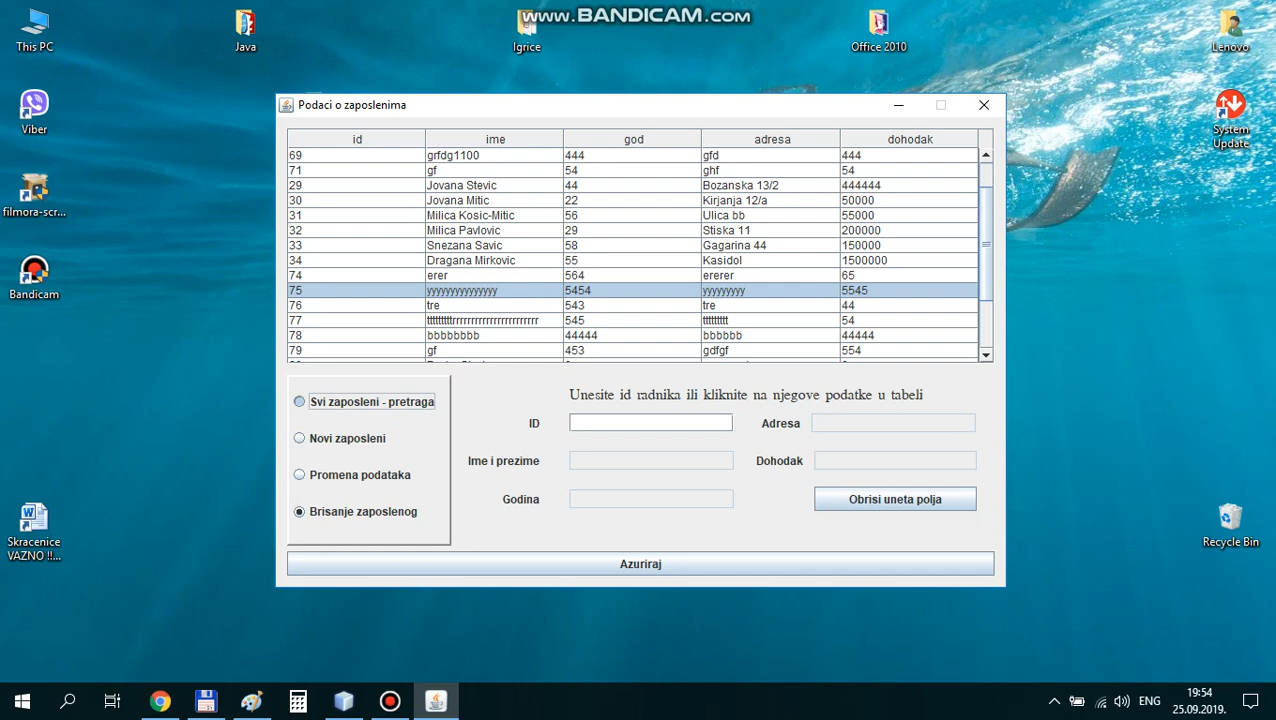 WWW.BANDICAM.COM
This PC
Java
Igrice
Office 2010
Lenovo
Viber
System
Update
filmora-scr...
Bandicam
Skracenice
VAZNO !!...
Recycle Bin
Podaci o zaposlenima
id ime god adresa dohodak
69 grfdg1100 444 gfd 444
71 gf 54 ghf 54
29 Jovana Stevic 44 Bozanska 13/2 444444
30 Jovana Mitic 22 Kirjanja 12/a 50000
31 Milica Kosic-Mitic 56 Ulica bb 55000
32 Milica Pavlovic 29 Stiska 11 200000
33 Snezana Savic 58 Gagarina 44 150000
34 Dragana Mirkovic 55 Kasidol 1500000
74 erer 564 ererer 65
75 yyyyyyyyyyyyyy 5454 yyyyyyyyy 5545
76 tre 543 tre 44
77 545 54
78 bbbbbbbb 44444 bbbbbb 44444
79 gf 453 gdfgf 554
Svi zaposleni - pretraga
Novi zaposleni
Promena podataka
Brisanje zaposlenog
Unesite id radnika ili kliknite na njegove podatke u tabeli
ID
Adresa
Ime i prezime
Dohodak
Godina
Obrisi uneta polja
Azuriraj
ENG
19:54
25.09.2019.